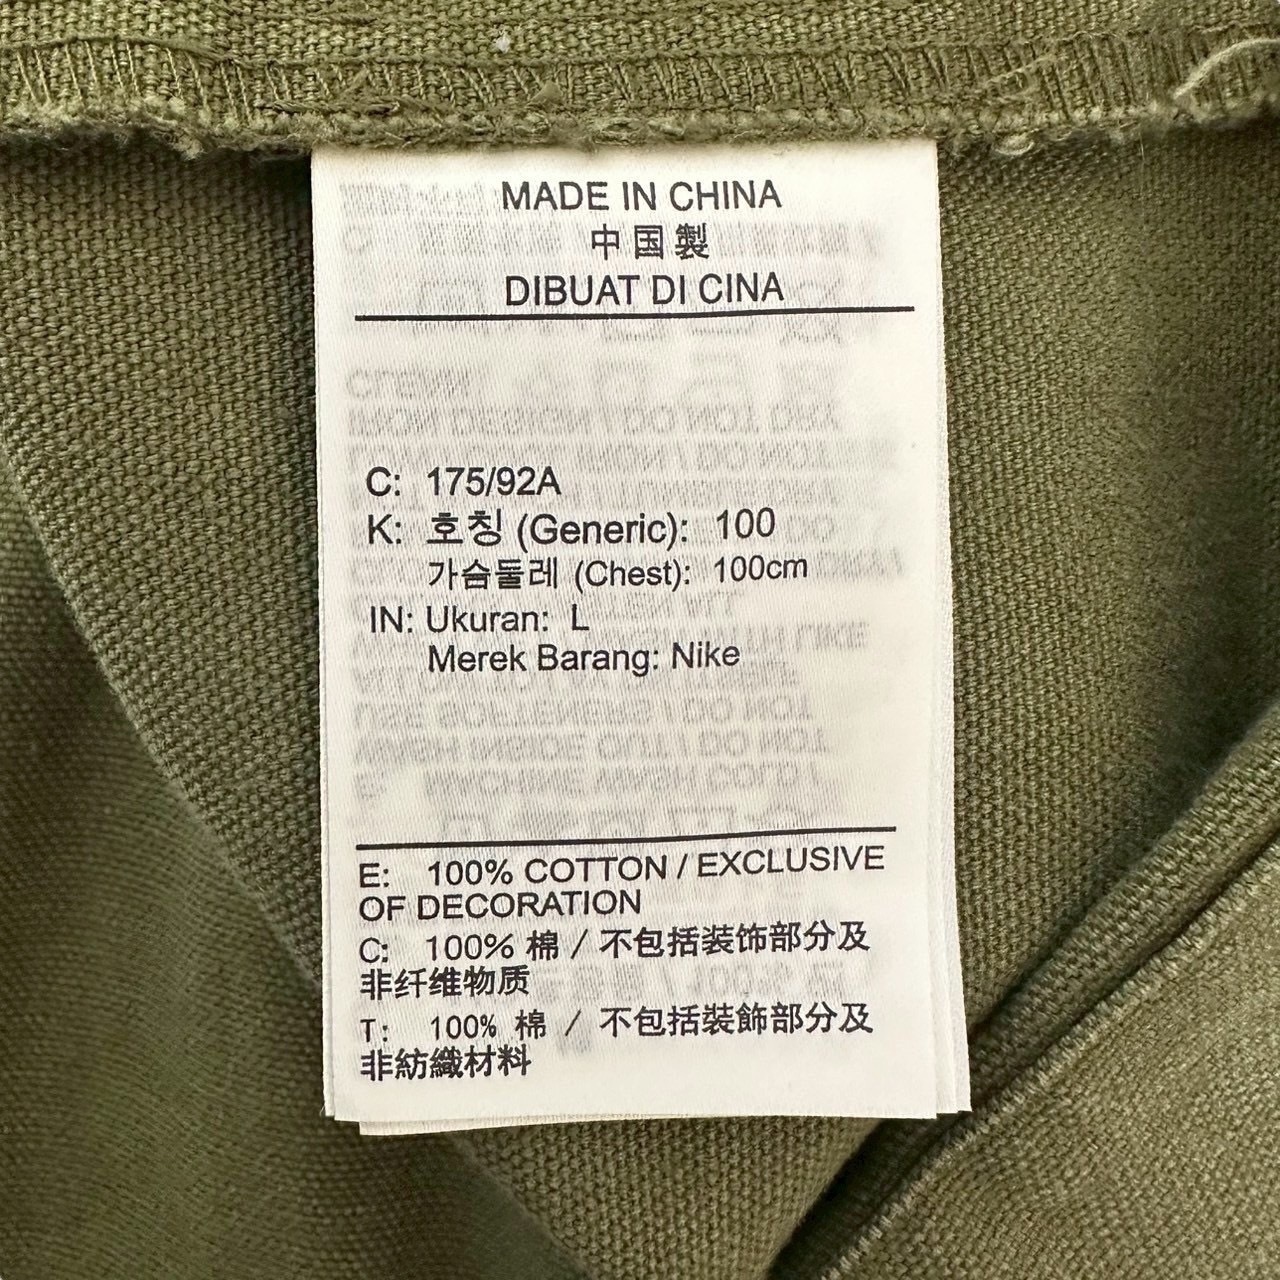 MADE IN CHINA
中国製
DIBUAT DI CINA
C: 175/92A
K: 호칭 (Generic): 100
가슴둘레 (Chest): 100cm
IN: Ukuran: L
Merek Barang: Nike
E: 100% COTTON / EXCLUSIVE
OF DECORATION
C: 100% 棉 / 不包括装饰部分及
非纤维物质
T: 100% 棉 / 不包括裝飾部分及
非紡織材料